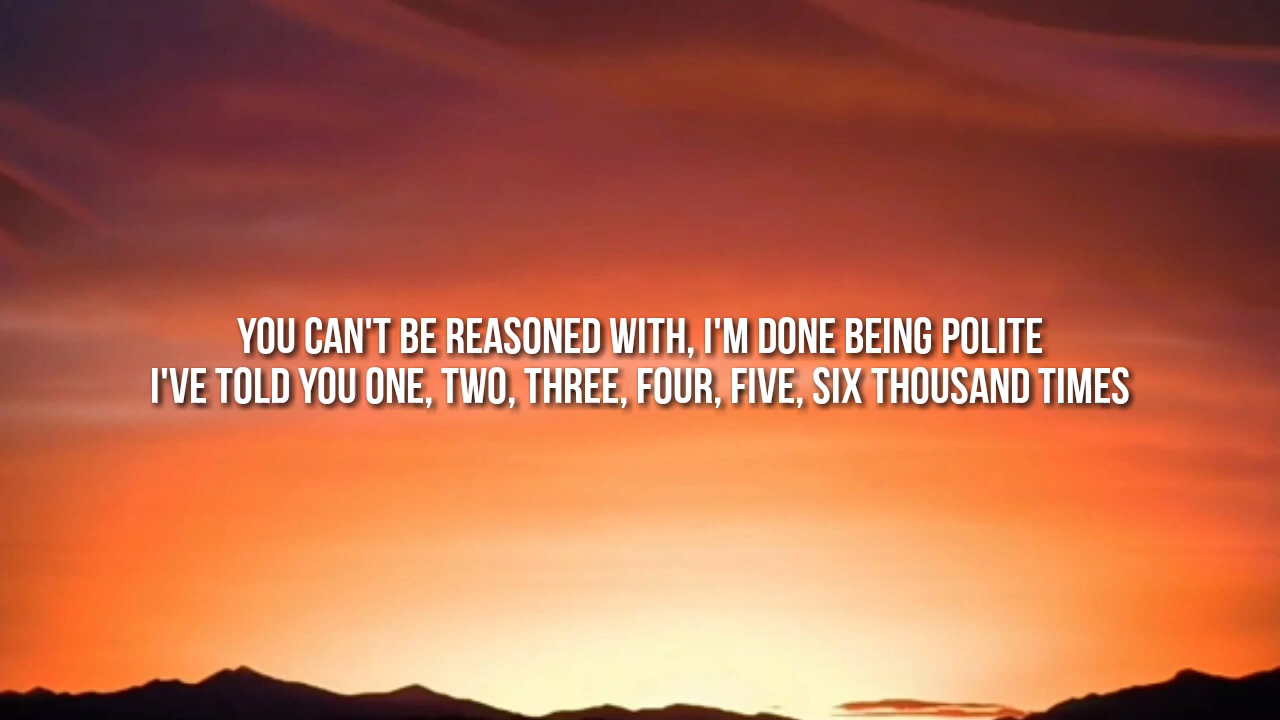 YOU CAN'T BE REASONED WITH, I'M DONE BEING POLITE
I'VE TOLD YOU ONE, TWO, THREE, FOUR, FIVE, SIX THOUSAND TIMES